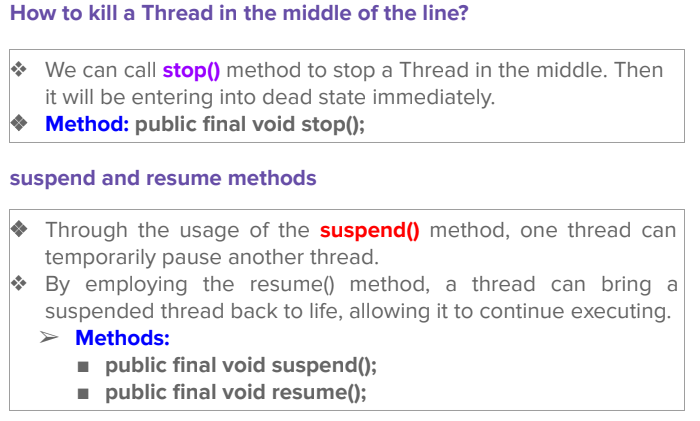 How to kill a Thread in the middle of the line?
❖ We can call stop() method to stop a Thread in the middle. Then
it will be entering into dead state immediately.
❖ Method: public final void stop();
suspend and resume methods
❖ Through the usage of the suspend() method, one thread can
temporarily pause another thread.
❖ By employing the resume() method, a thread can bring a
suspended thread back to life, allowing it to continue executing.
➢ Methods:
■ public final void suspend();
■ public final void resume();